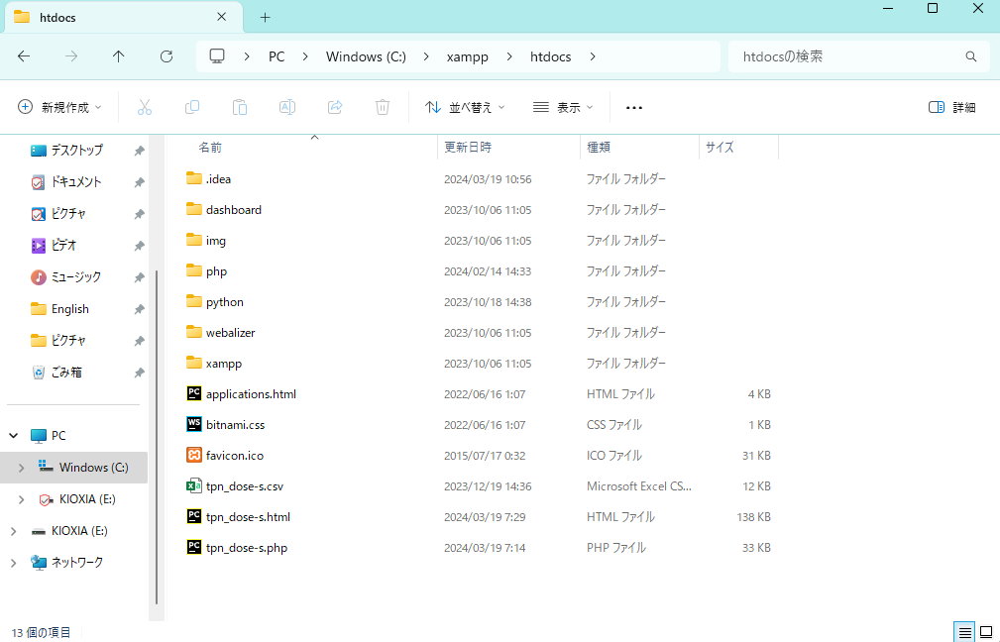 htdocs
PC > Windows (C:) > xampp > htdocs >
htdocsの検索
新規作成
並べ替え
表示
詳細
デスクトップ
ドキュメント
ピクチャ
ビデオ
ミュージック
English
ピクチャ
ごみ箱
PC
Windows (C:)
KIOXIA (E:)
KIOXIA (E:)
ネットワーク
名前 更新日時 種類 サイズ
.idea 2024/03/19 10:56 ファイル フォルダー
dashboard 2023/10/06 11:05 ファイル フォルダー
img 2023/10/06 11:05 ファイル フォルダー
php 2024/02/14 14:33 ファイル フォルダー
python 2023/10/18 14:38 ファイル フォルダー
webalizer 2023/10/06 11:05 ファイル フォルダー
xampp 2023/10/06 11:05 ファイル フォルダー
applications.html 2022/06/16 1:07 HTML ファイル 4 KB
bitnami.css 2022/06/16 1:07 CSS ファイル 1 KB
favicon.ico 2015/07/17 0:32 ICO ファイル 31 KB
tpn_dose-s.csv 2023/12/19 14:36 Microsoft Excel CS... 12 KB
tpn_dose-s.html 2024/03/19 7:29 HTML ファイル 138 KB
tpn_dose-s.php 2024/03/19 7:14 PHP ファイル 33 KB
13 個の項目